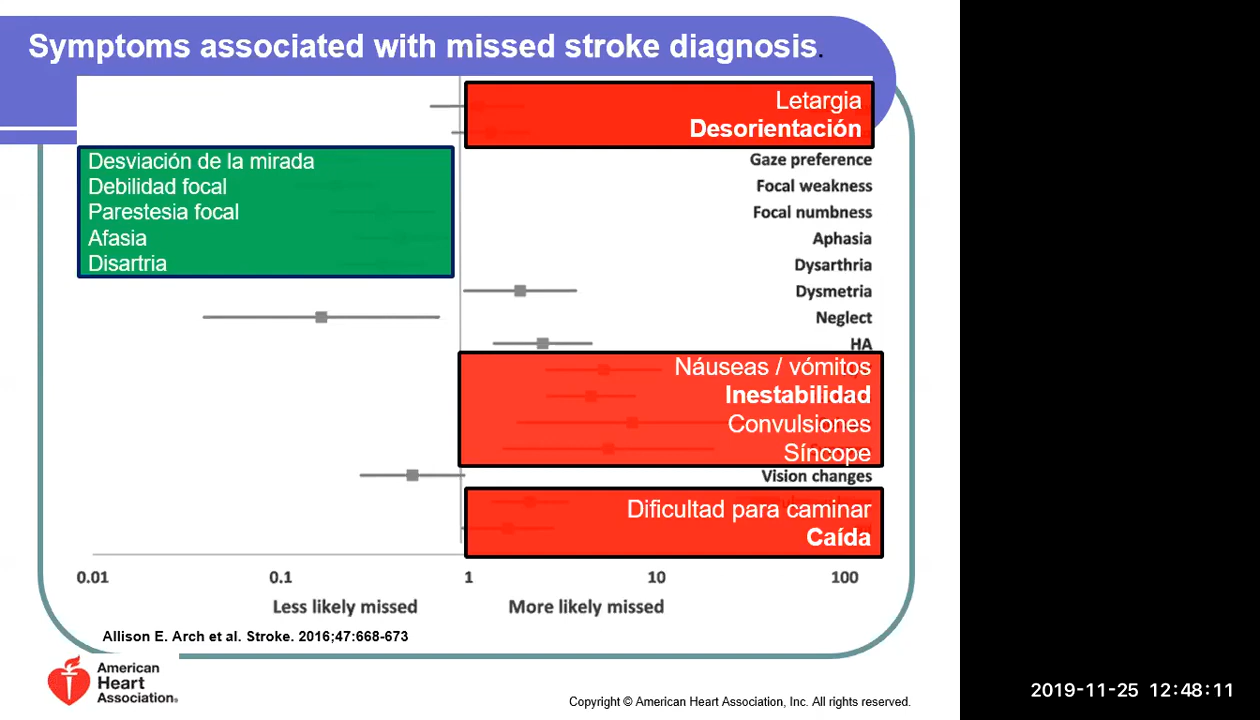 Symptoms associated with missed stroke diagnosis.
Letargia
Desorientación
Desviación de la mirada
Debilidad focal
Parestesia focal
Afasia
Disartria
Gaze preference
Focal weakness
Focal numbness
Aphasia
Dysarthria
Dysmetria
Neglect
HA
Náuseas / vómitos
Inestabilidad
Convulsiones
Síncope
Vision changes
Dificultad para caminar
Caída
0.01 0.1 1 10 100
Less likely missed More likely missed
Allison E. Arch et al. Stroke. 2016;47:668-673
American
Heart
Association®
Copyright © American Heart Association, Inc. All rights reserved.
2019-11-25 12:48:11